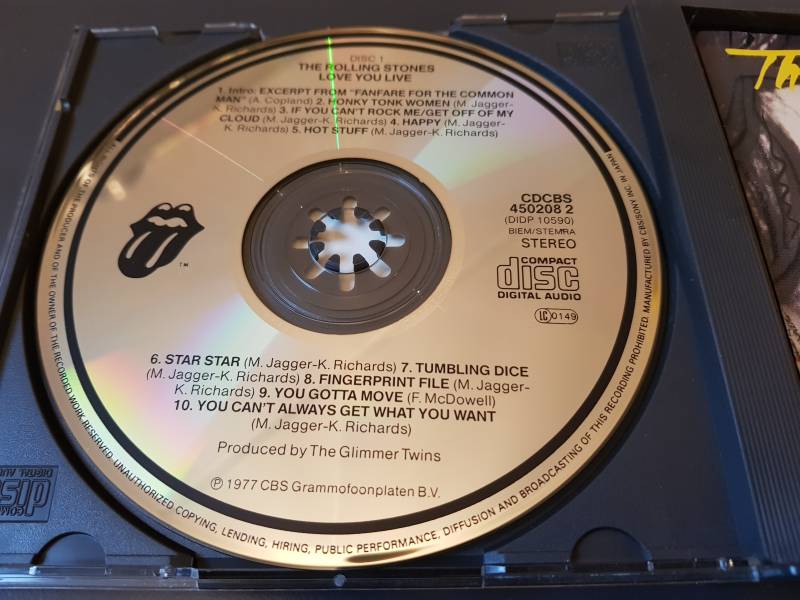 DISC 1
THE ROLLING STONES
LOVE YOU LIVE
1. Intro: EXCERPT FROM "FANFARE FOR THE COMMON
MAN" (A. Copland) 2. HONKY TONK WOMEN (M. Jagger-
K. Richards) 3. IF YOU CAN'T ROCK ME/GET OFF OF MY
CLOUD (M. Jagger-K. Richards) 4. HAPPY (M. Jagger-
K. Richards) 5. HOT STUFF (M. Jagger-K. Richards)
CDCBS
450208 2
(DIDP 10590)
BIEM/STEMRA
STEREO
COMPACT
disc
DIGITAL AUDIO
LC 0149
TM
6. STAR STAR (M. Jagger-K. Richards) 7. TUMBLING DICE
(M. Jagger-K. Richards) 8. FINGERPRINT FILE (M. Jagger-
K. Richards) 9. YOU GOTTA MOVE (F. McDowell)
10. YOU CAN'T ALWAYS GET WHAT YOU WANT
(M. Jagger-K. Richards)
Produced by The Glimmer Twins
℗ 1977 CBS Grammofoonplaten B.V.
ALL RIGHTS OF THE PRODUCER AND OF THE OWNER OF THE RECORDED WORK RESERVED. UNAUTHORIZED COPYING, LENDING, HIRING, PUBLIC PERFORMANCE, DIFFUSION AND BROADCASTING OF THIS RECORDING PROHIBITED. MANUFACTURED BY CBS/SONY INC. IN JAPAN
Th
disc